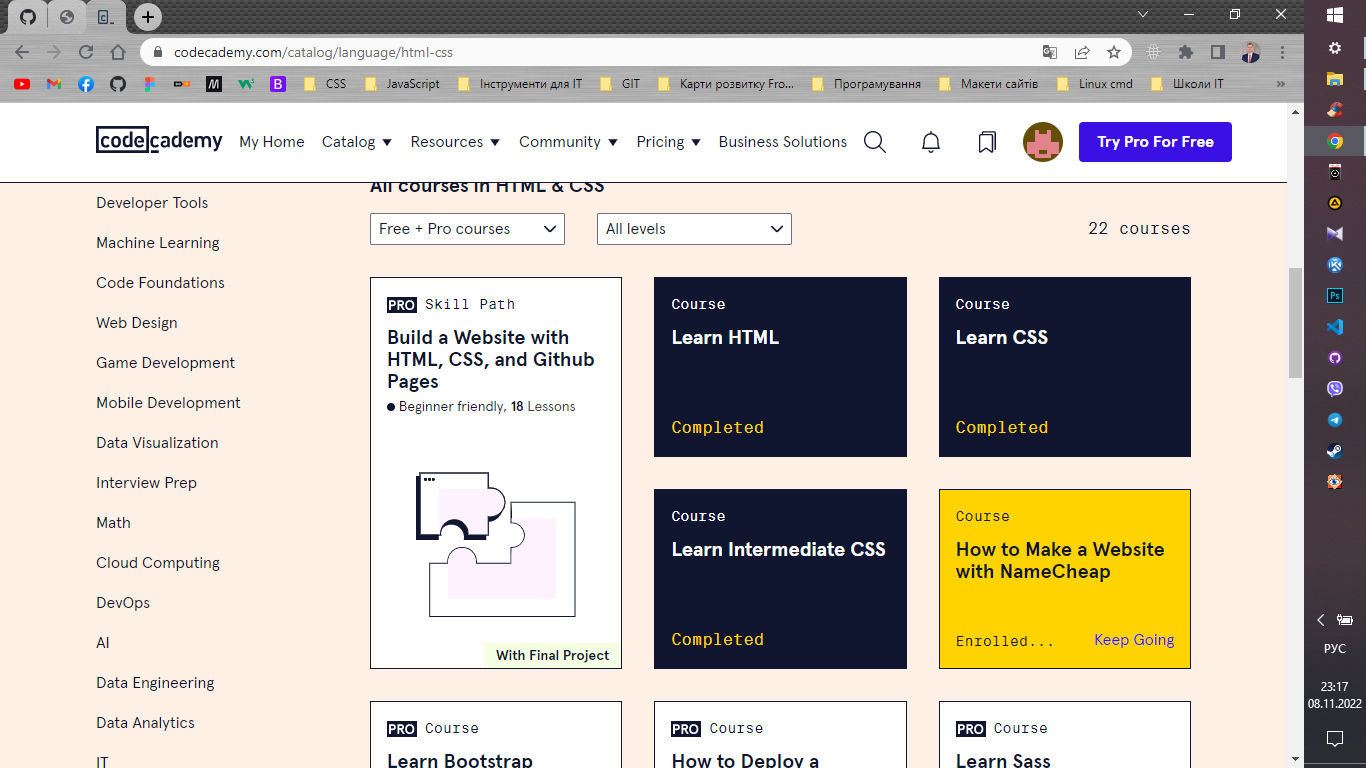 codecademy.com/catalog/language/html-css
CSS
JavaScript
Інструменти для ІТ
GIT
Карти розвитку Fro...
Програмування
Макети сайтів
Linux cmd
Школи ІТ
codecademy
My Home
Catalog
Resources
Community
Pricing
Business Solutions
Try Pro For Free
Developer Tools
Machine Learning
Code Foundations
Web Design
Game Development
Mobile Development
Data Visualization
Interview Prep
Math
Cloud Computing
DevOps
AI
Data Engineering
Data Analytics
IT
All courses in HTML & CSS
Free + Pro courses
All levels
22 courses
PRO Skill Path
Build a Website with
HTML, CSS, and Github
Pages
Beginner friendly, 18 Lessons
With Final Project
Course
Learn HTML
Completed
Course
Learn CSS
Completed
Course
Learn Intermediate CSS
Completed
Course
How to Make a Website
with NameCheap
Enrolled...
Keep Going
PRO Course
Learn Bootstrap
PRO Course
How to Deploy a
PRO Course
Learn Sass
Ps
РУС
23:17
08.11.2022